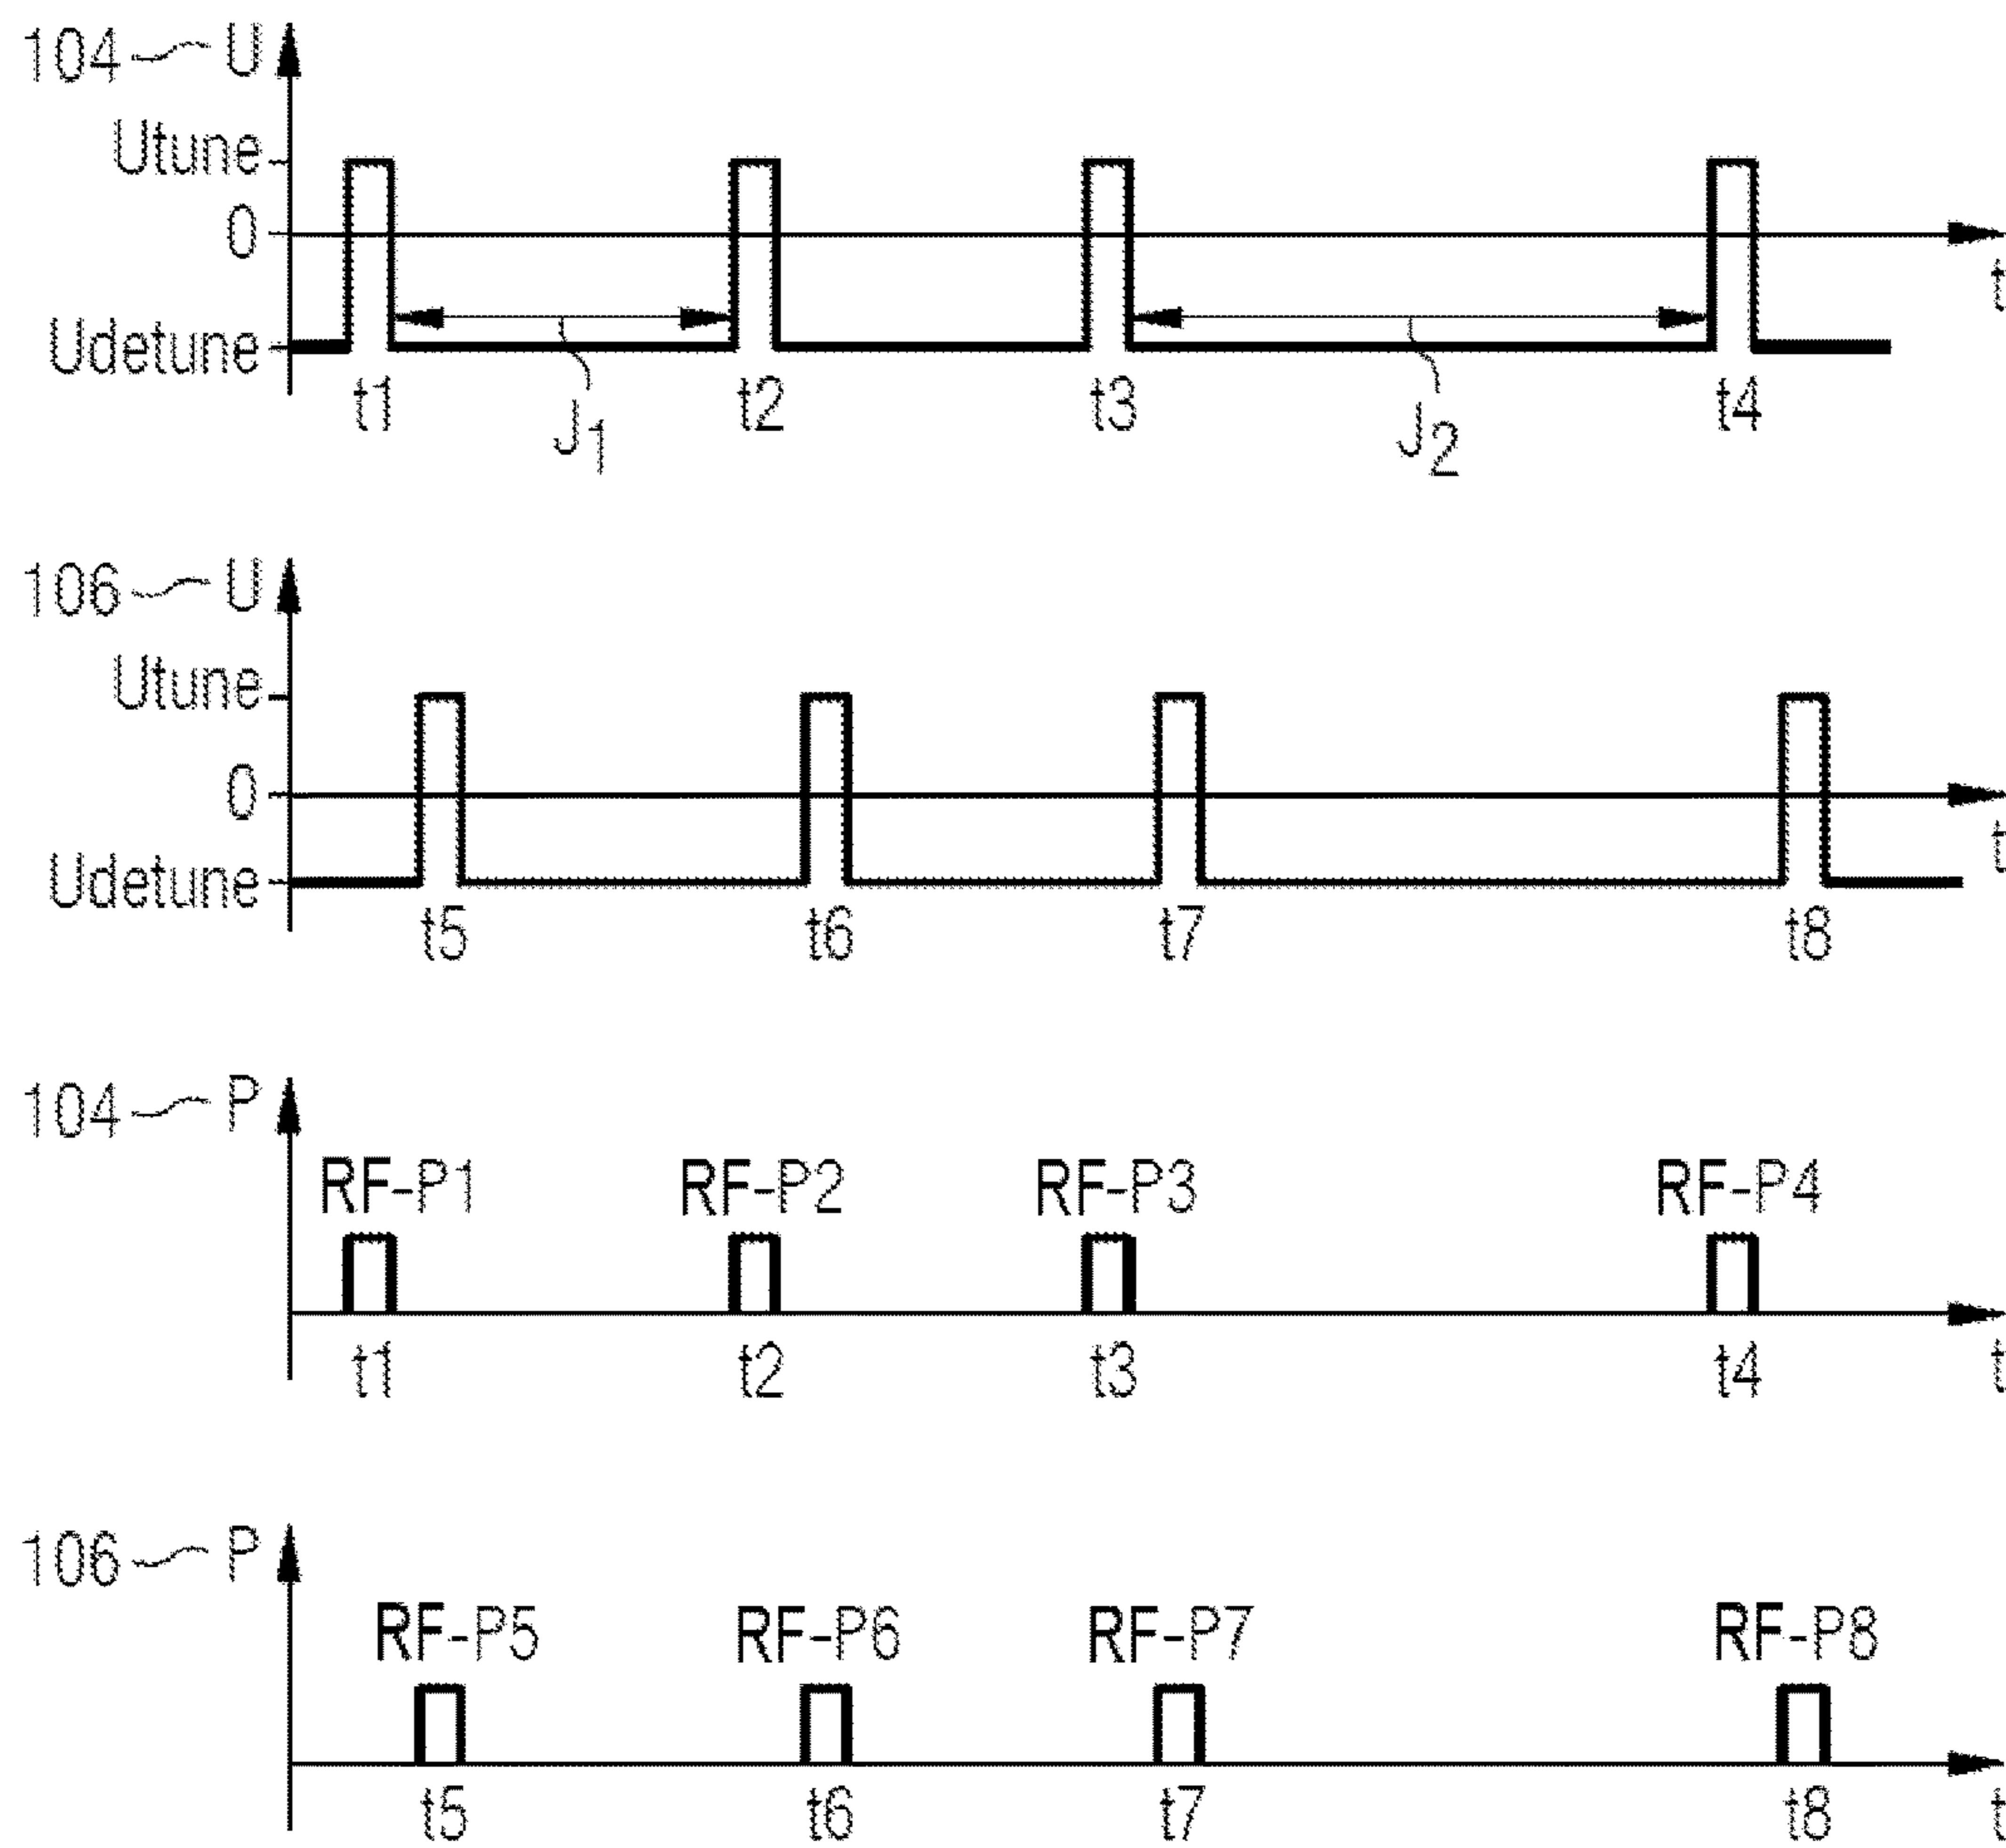 104 U
Utune
0
Udetune
t
t1 t2 t3 t4
J1 J2
106 U
Utune
0
Udetune
t
t5 t6 t7 t8
104 P
RF-P1 RF-P2 RF-P3 RF-P4
t1 t2 t3 t4 t
106 P
RF-P5 RF-P6 RF-P7 RF-P8
t5 t6 t7 t8 t